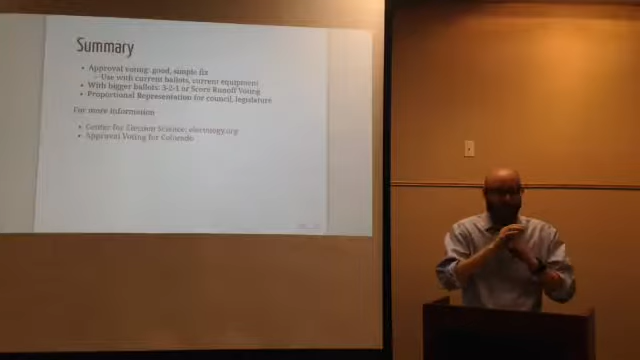 Summary
• Approval voting: good, simple fix
–Use with current ballots, current equipment
• With bigger ballots: 3-2-1 or Score Runoff Voting
• Proportional Representation for council, legislature
For more information
• Center for Election Science: electology.org
• Approval Voting for Colorado